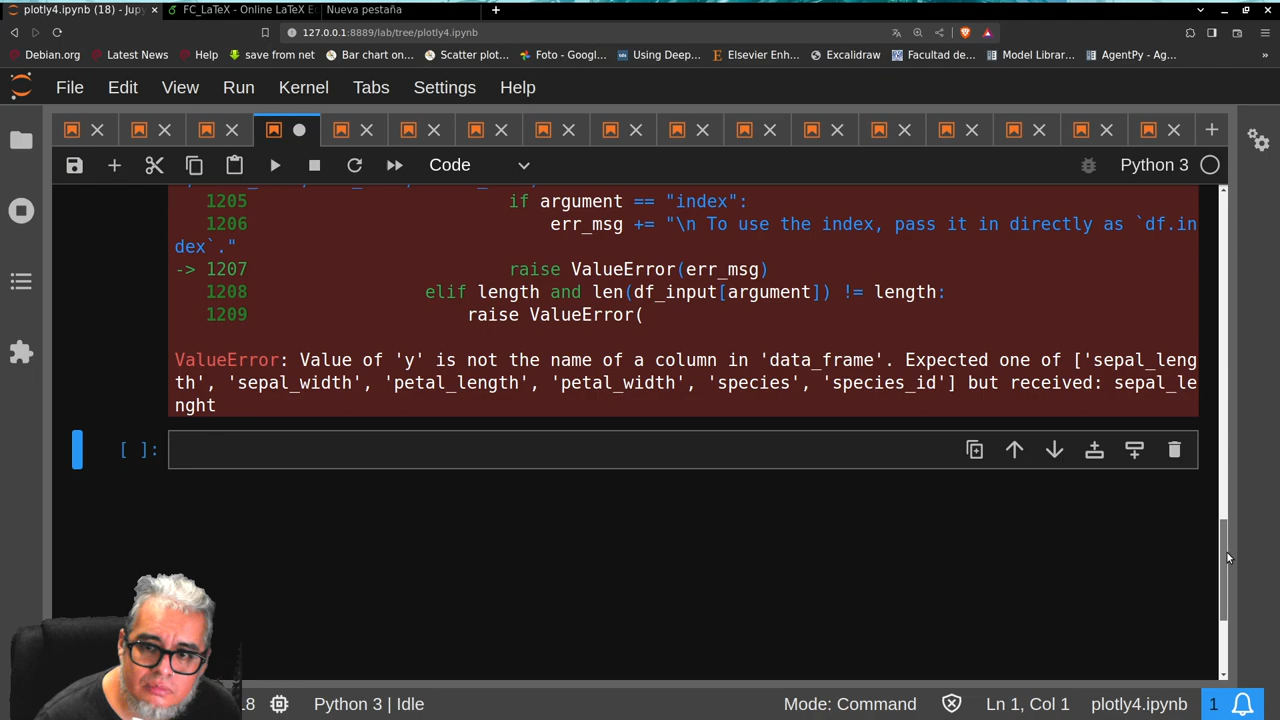 plotly4.ipynb (18) - Jup
FC_LaTeX - Online LaTeX E
Nueva pestaña
127.0.0.1:8889/lab/tree/plotly4.ipynb
Debian.org
Latest News
Help
save from net
Bar chart on...
Scatter plot...
Foto - Googl...
Using Deep...
Elsevier Enh...
Excalidraw
Facultad de...
Model Librar...
AgentPy - Ag...
»
File
Edit
View
Run
Kernel
Tabs
Settings
Help
Code
Python 3
1205 if argument == "index":
1206 err_msg += "\n To use the index, pass it in directly as `df.in
dex`."
-> 1207 raise ValueError(err_msg)
1208 elif length and len(df_input[argument]) != length:
1209 raise ValueError(
ValueError: Value of 'y' is not the name of a column in 'data_frame'. Expected one of ['sepal_leng
th', 'sepal_width', 'petal_length', 'petal_width', 'species', 'species_id'] but received: sepal_le
nght
[ ]:
.8
Python 3 | Idle
Mode: Command
Ln 1, Col 1
plotly4.ipynb
1